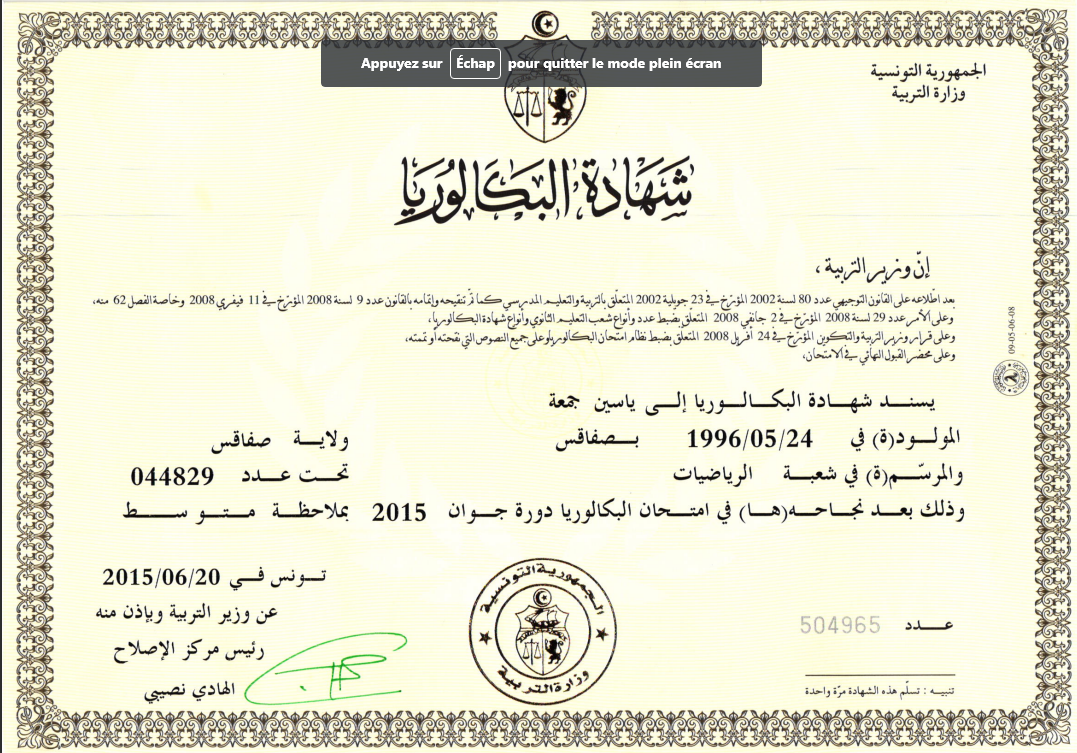 Appuyez sur Échap pour quitter le mode plein écran
الجمهورية التونسية
وزارة التربية
شهادة البكالوريا
إنّ وزير التربية،
بعد اطّلاعه على القانون التوجيهي عدد 80 لسنة 2002 المؤرّخ في 23 جويلية 2002 المتعلّق بالتربية والتعليم المدرسي كما تمّ تنقيحه وإتمامه بالقانون عدد 9 لسنة 2008 المؤرّخ في 11 فيفري 2008 وخاصة الفصل 62 منه،
وعلى الأمر عدد 29 لسنة 2008 المؤرّخ في 2 جانفي 2008 المتعلق بضبط عدد وأنواع شعب التعليم الثانوي وأنواع شهادة البكالوريا،
وعلى قرار وزير التربية والتكوين المؤرّخ في 24 أفريل 2008 المتعلق بضبط نظام امتحان البكالوريا وعلى جميع النصوص التي نقحته أو تممته،
وعلى محضر القبول النهائي في الامتحان،
09-05-06-08
يسند شهادة البكالوريا إلى ياسين جمعة
المولود(ة) في 1996/05/24 بصفاقس ولاية صفاقس
والمرسّم(ة) في شعبة الرياضيات تحت عدد 044829
وذلك بعد نجاحه(ها) في امتحان البكالوريا دورة جوان 2015 بملاحظة متوسط
تونس في 2015/06/20
عن وزير التربية وبإذن منه
رئيس مركز الإصلاح
الهادي نصيبي
الجمهورية التونسية
وزارة التربية
عدد 504965
تنبيه : تسلّم هذه الشهادة مرّة واحدة